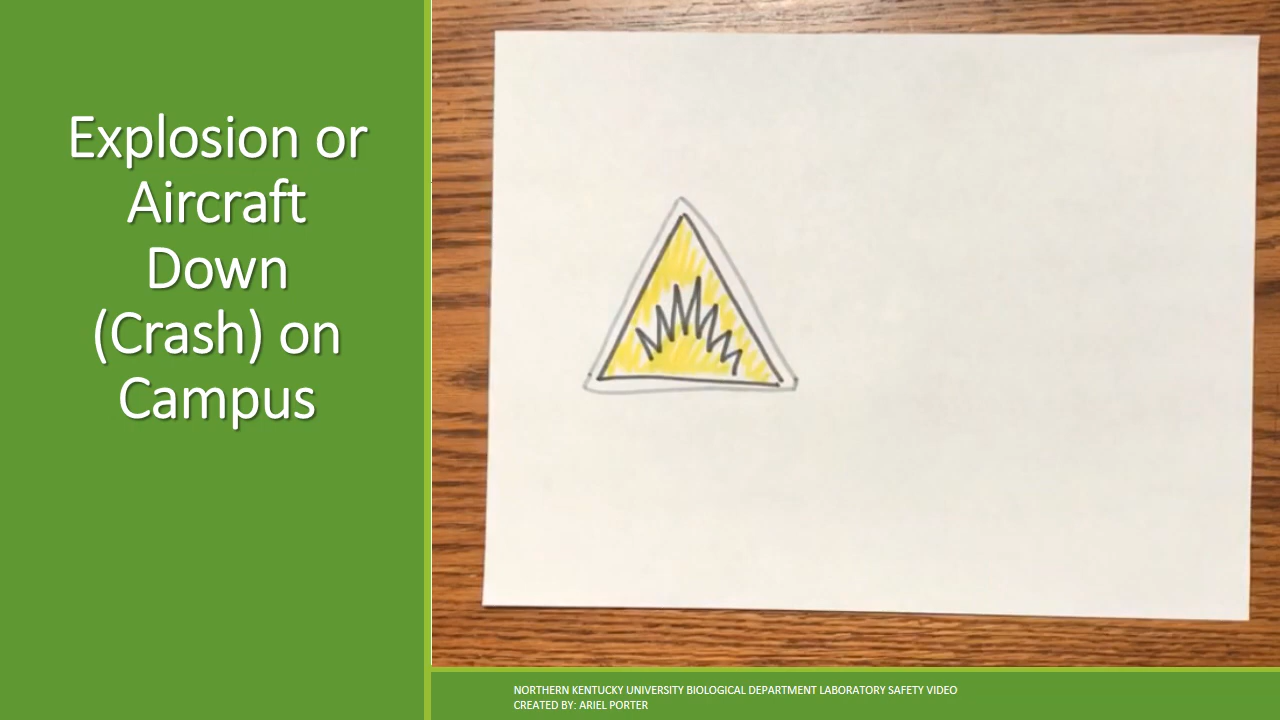 Explosion or
Aircraft
Down
(Crash) on
Campus
NORTHERN KENTUCKY UNIVERSITY BIOLOGICAL DEPARTMENT LABORATORY SAFETY VIDEO
CREATED BY: ARIEL PORTER